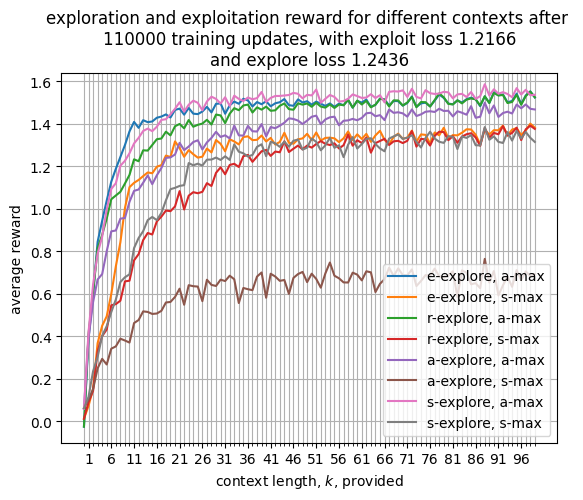 exploration and exploitation reward for different contexts after
110000 training updates, with exploit loss 1.2166
and explore loss 1.2436
average reward
1.6
1.4
1.2
1.0
0.8
0.6
0.4
0.2
0.0
e-explore, a-max
e-explore, s-max
r-explore, a-max
r-explore, s-max
a-explore, a-max
a-explore, s-max
s-explore, a-max
s-explore, s-max
1 6 11 16 21 26 31 36 41 46 51 56 61 66 71 76 81 86 91 96
context length, k, provided